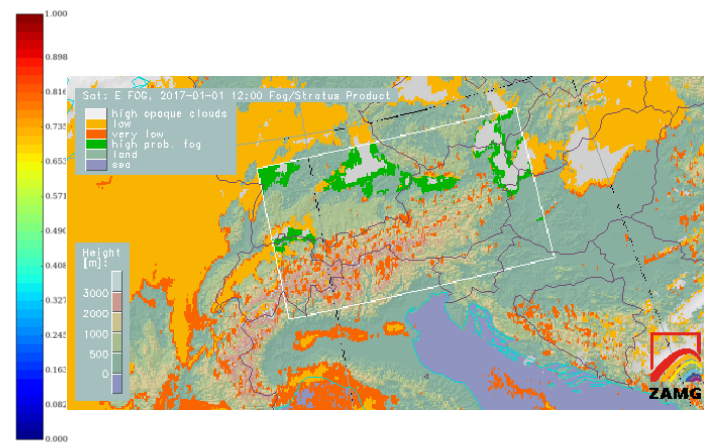 1.000
0.898
0.816
0.735
0.653
0.571
0.490
0.408
0.327
0.245
0.163
0.082
0.000
Sat: E FOG, 2017-01-01 12:00 Fog/Stratus Product
high opaque clouds
low
very low
high prob. fog
land
sea
Height
[m]:
3000
2000
1000
500
0
ZAMG